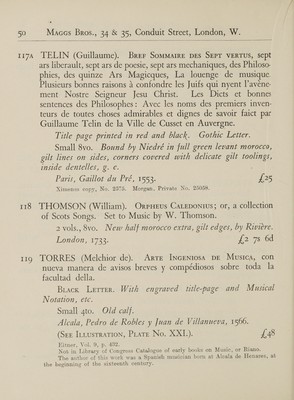 50 MAGGS BROS., 34 & 35, Conduit Street, London, W.
117A TELIN (Guillaume). BREF SOMMAIRE DES SEPT VERTUS, sept
ars liberault, sept ars de poesie, sept ars mechaniques, des Philoso-
phies, des quinze Ars Magicques, La louenge de musique
Plusieurs bonnes raisons à confondre les Juifs qui nyent l'avène-
ment Nostre Seigneur Jesu Christ. Les Dicts et bonnes
sentences des Philosophes: Avec les noms des premiers inven-
teurs de toutes choses admirables et dignes de savoir faict par
Guillaume Telin de la Ville de Cusset en Auvergne.
Title page printed in red and black. Gothic Letter.
Small 8vo. Bound by Niedré in full green levant morocco,
gilt lines on sides, corners covered with delicate gilt toolings,
inside dentelles, g. e.
Paris, Gaillot du Pré, 1553. £25
Ximenes copy, No. 2373. Morgan, Private No. 25059.
118 THOMSON (William). ORPHEUS CALEDONIUS; or, a collection
of Scots Songs. Set to Music by W. Thomson.
2 vols., 8vo. New half morocco extra, gilt edges, by Rivière.
London, 1733. £2 7s 6d
119 TORRES (Melchior de). ARTE INGENIOSA DE MUSICA, con
nueva manera de avisos breves y compédiosos sobre toda la
facultad della.
BLACK LETTER. With engraved title-page and Musical
Notation, etc.
Small 4to. Old calf.
Alcala, Pedro de Robles y Juan de Villanueva, 1566.
(SEE ILLUSTRATION, PLATE NO. XXI.). £48
Eitner, Vol. 9, p. 432.
Not in Library of Congress Catalogue of early books on Music, or Riano.
The author of this work was a Spanish musician born at Alcala de Henares, at
the beginning of the sixteenth century.